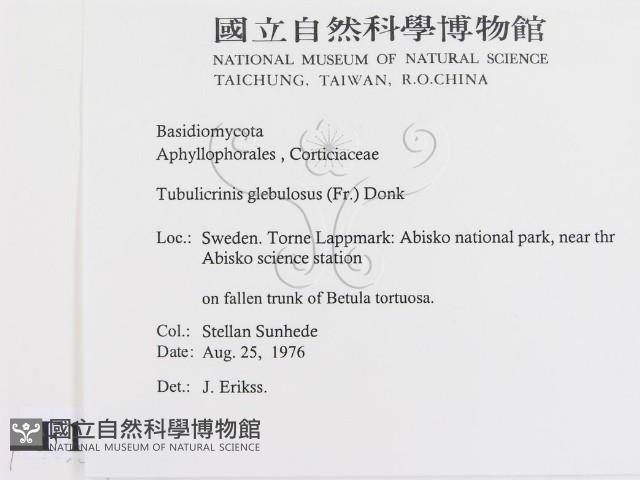 國立自然科學博物館
NATIONAL MUSEUM OF NATURAL SCIENCE
TAICHUNG, TAIWAN, R.O.CHINA
Basidiomycota
Aphyllophorales , Corticiaceae
Tubulicrinis glebulosus (Fr.) Donk
Loc.: Sweden. Torne Lappmark: Abisko national park, near thr
Abisko science station
on fallen trunk of Betula tortuosa.
Col.: Stellan Sunhede
Date: Aug. 25, 1976
Det.: J. Erikss.
國立自然科學博物館
NATIONAL MUSEUM OF NATURAL SCIENCE